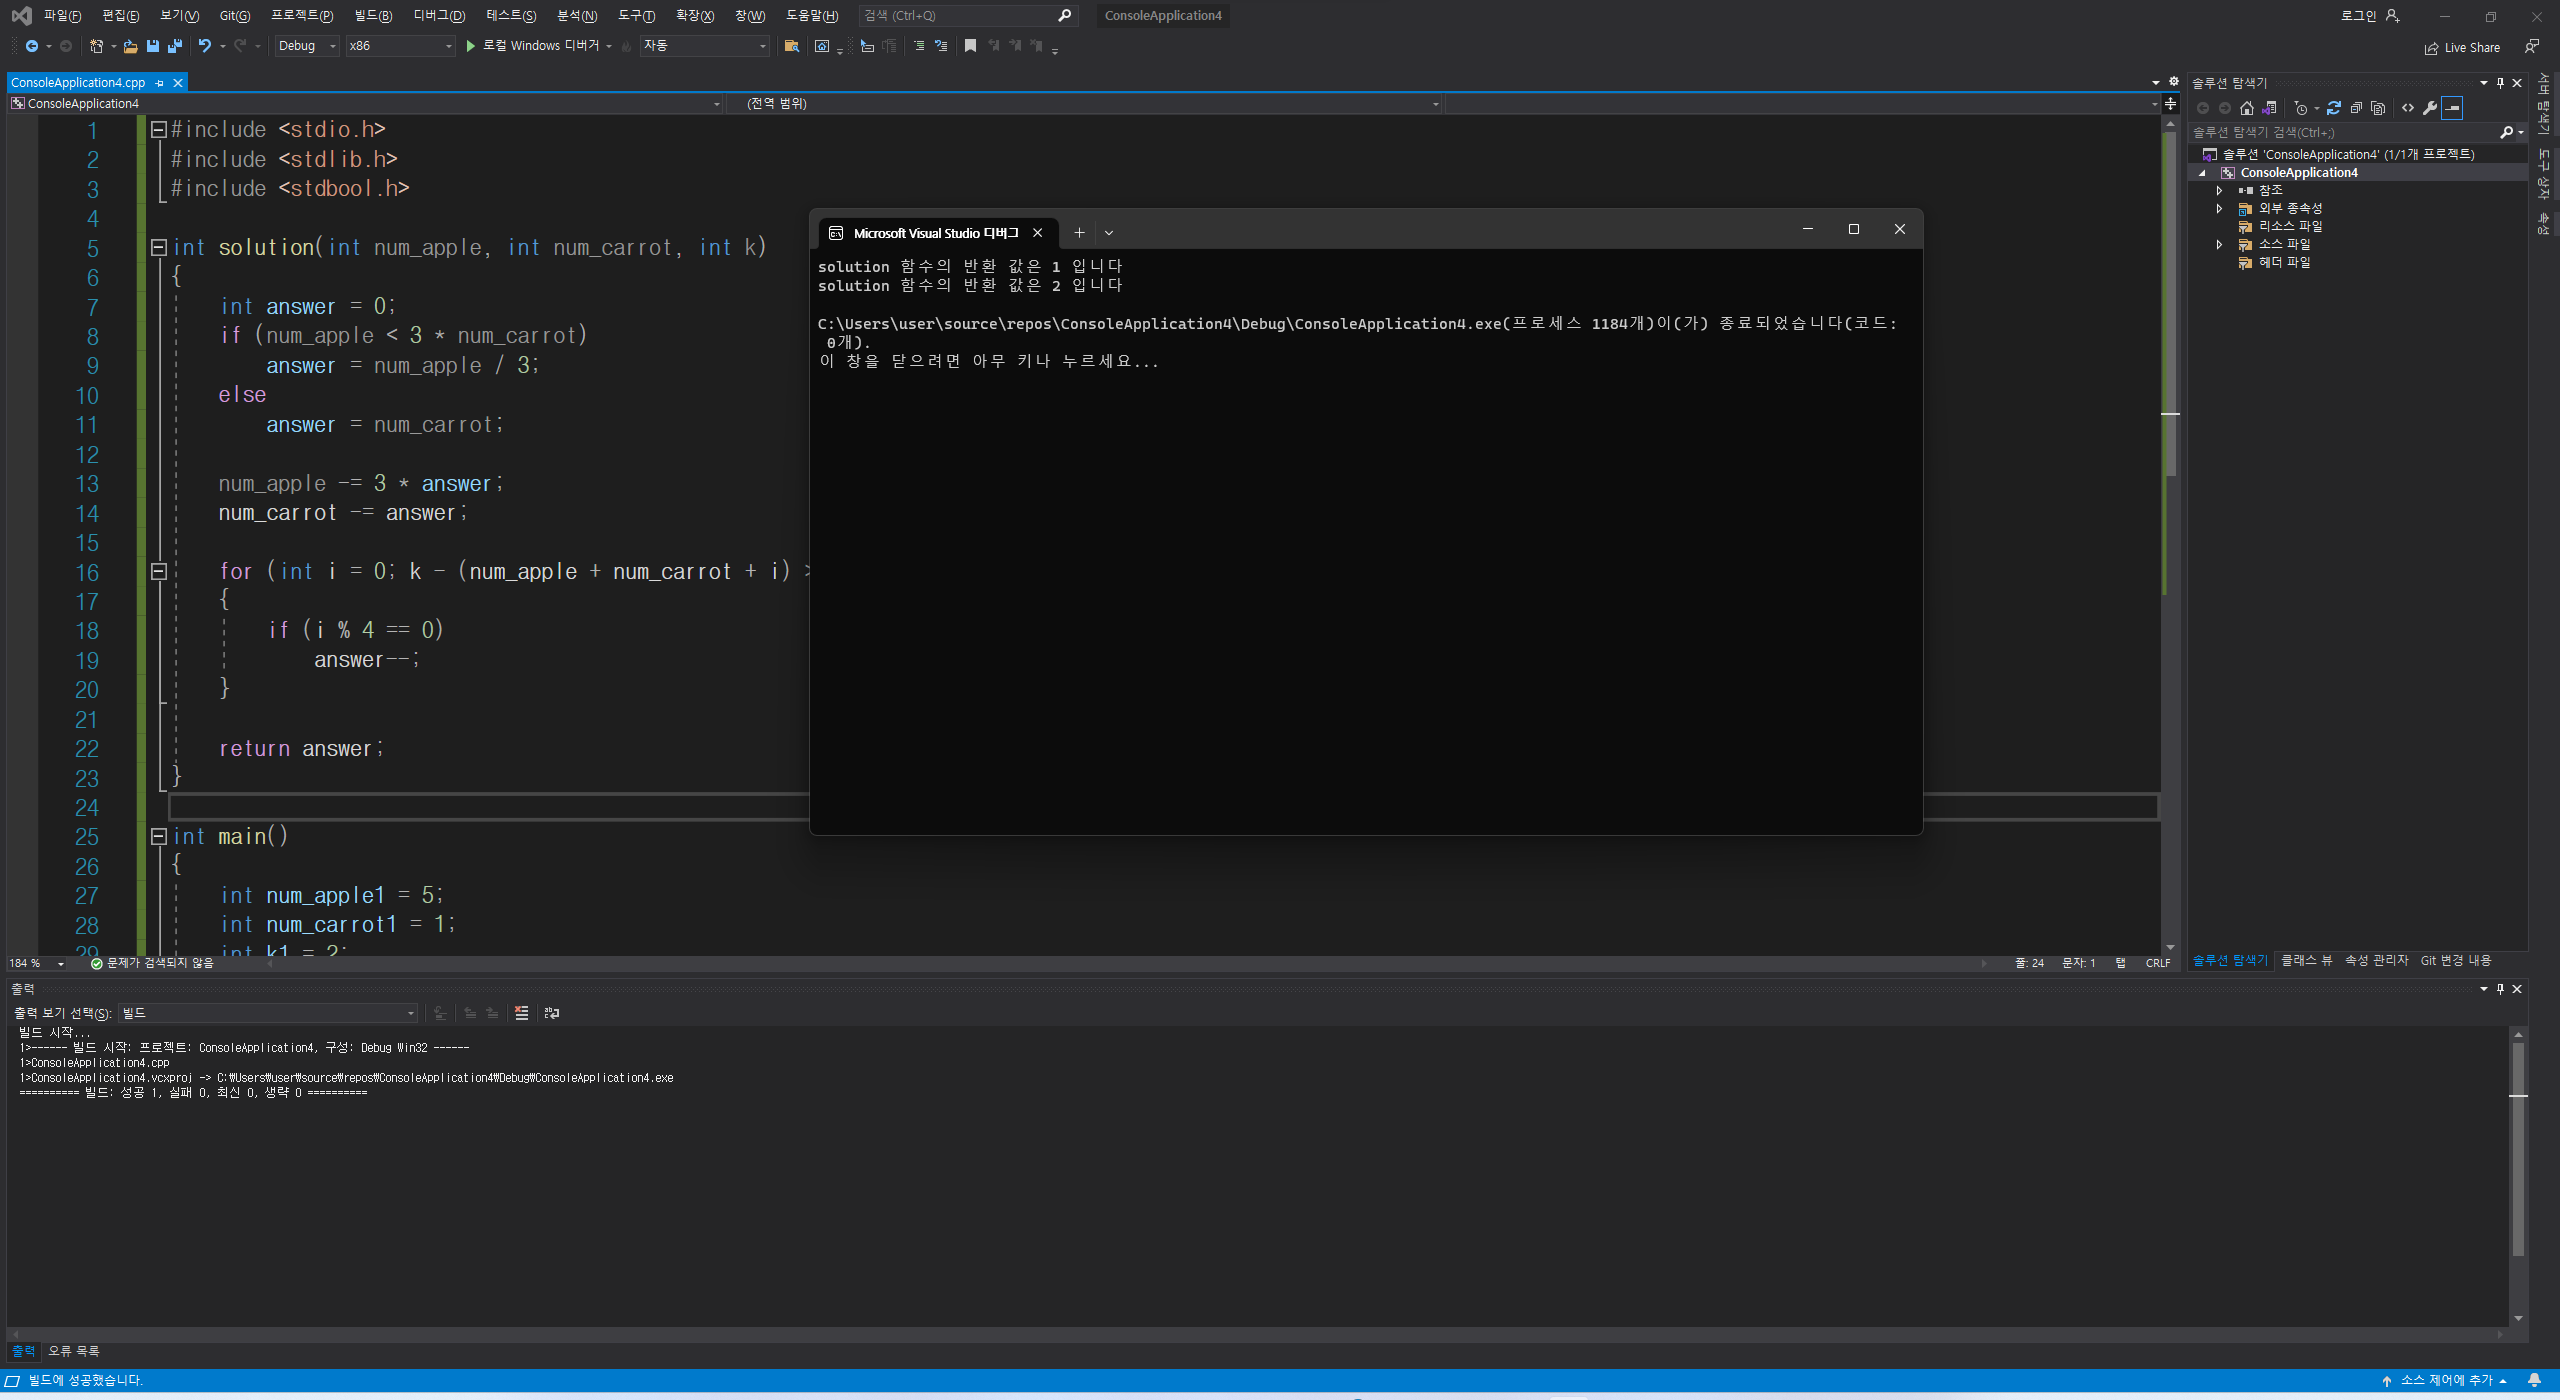 파일(F) 편집(E) 보기(V) Git(G) 프로젝트(P) 빌드(B) 디버그(D) 테스트(S) 분석(N) 도구(T) 확장(X) 창(W) 도움말(H) 검색 (Ctrl+Q) ConsoleApplication4 로그인
Debug x86 로컬 Windows 디버거 자동 Live Share
ConsoleApplication4.cpp
ConsoleApplication4 (전역 범위)
1 #include <stdio.h>
2 #include <stdlib.h>
3 #include <stdbool.h>
4
5 int solution(int num_apple, int num_carrot, int k)
6 {
7 int answer = 0;
8 if (num_apple < 3 * num_carrot)
9 answer = num_apple / 3;
10 else
11 answer = num_carrot;
12
13 num_apple -= 3 * answer;
14 num_carrot -= answer;
15
16 for (int i = 0; k - (num_apple + num_carrot + i) >
17 {
18 if (i % 4 == 0)
19 answer--;
20 }
21
22 return answer;
23 }
24
25 int main()
26 {
27 int num_apple1 = 5;
28 int num_carrot1 = 1;
29 int k1 = 2;
184 % 문제가 검색되지 않음 줄: 24 문자: 1 탭 CRLF
Microsoft Visual Studio 디버그
solution 함수의 반환 값은 1 입니다
solution 함수의 반환 값은 2 입니다
C:\Users\user\source\repos\ConsoleApplication4\Debug\ConsoleApplication4.exe(프로세스 1184개)이(가) 종료되었습니다(코드:
0개).
이 창을 닫으려면 아무 키나 누르세요...
솔루션 탐색기
솔루션 탐색기 검색(Ctrl+;)
솔루션 'ConsoleApplication4' (1/1개 프로젝트)
ConsoleApplication4
참조
외부 종속성
리소스 파일
소스 파일
헤더 파일
솔루션 탐색기 클래스 뷰 속성 관리자 Git 변경 내용
서버 탐색기
도구 상자
속성
출력
출력 보기 선택(S): 빌드
빌드 시작...
1>------ 빌드 시작: 프로젝트: ConsoleApplication4, 구성: Debug Win32 ------
1>ConsoleApplication4.cpp
1>ConsoleApplication4.vcxproj -> C:₩Users₩user₩source₩repos₩ConsoleApplication4₩Debug₩ConsoleApplication4.exe
========== 빌드: 성공 1, 실패 0, 최신 0, 생략 0 ==========
출력 오류 목록
빌드에 성공했습니다. 소스 제어에 추가